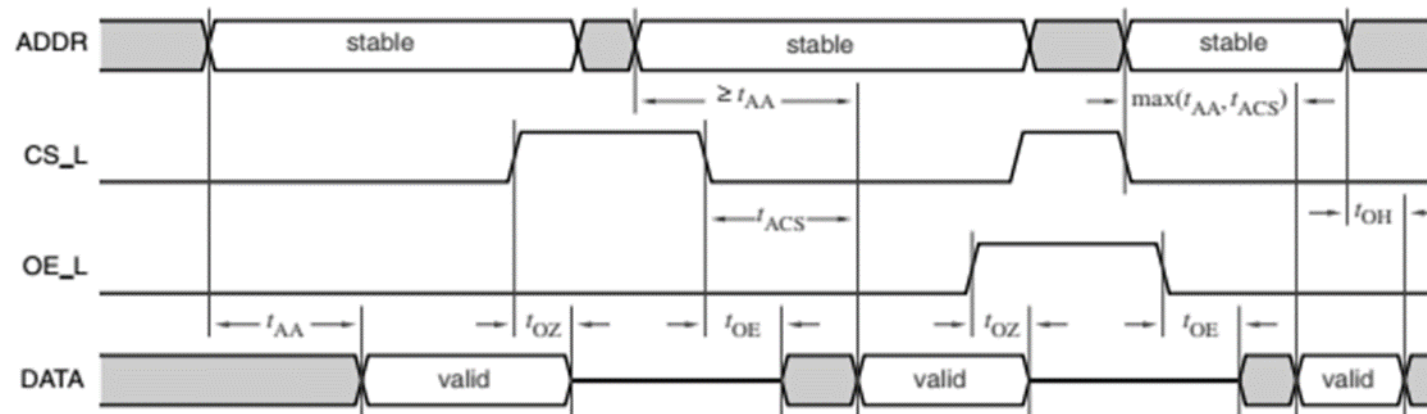 ADDR stable stable stable
≥ tAA max(tAA, tACS)
CS_L
tACS tOH
OE_L
tAA tOZ tOE tOZ tOE
DATA valid valid valid